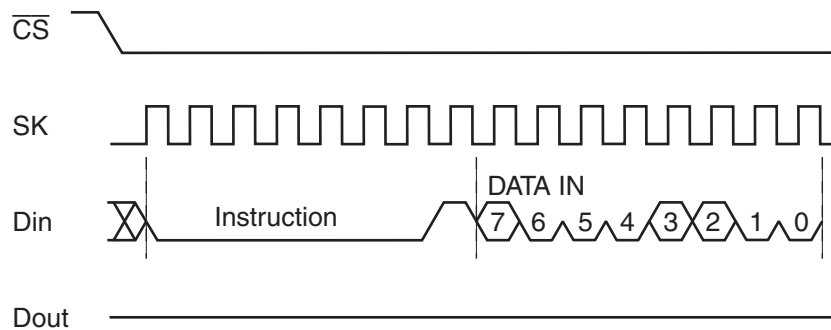 CS
SK
DATA IN
Din Instruction 7 6 5 4 3 2 1 0
Dout